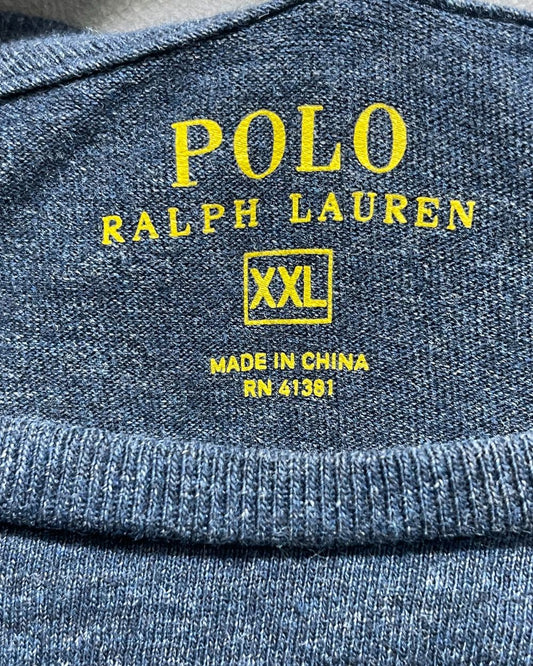 POLO
RALPH LAUREN
XXL
MADE IN CHINA
RN 41381